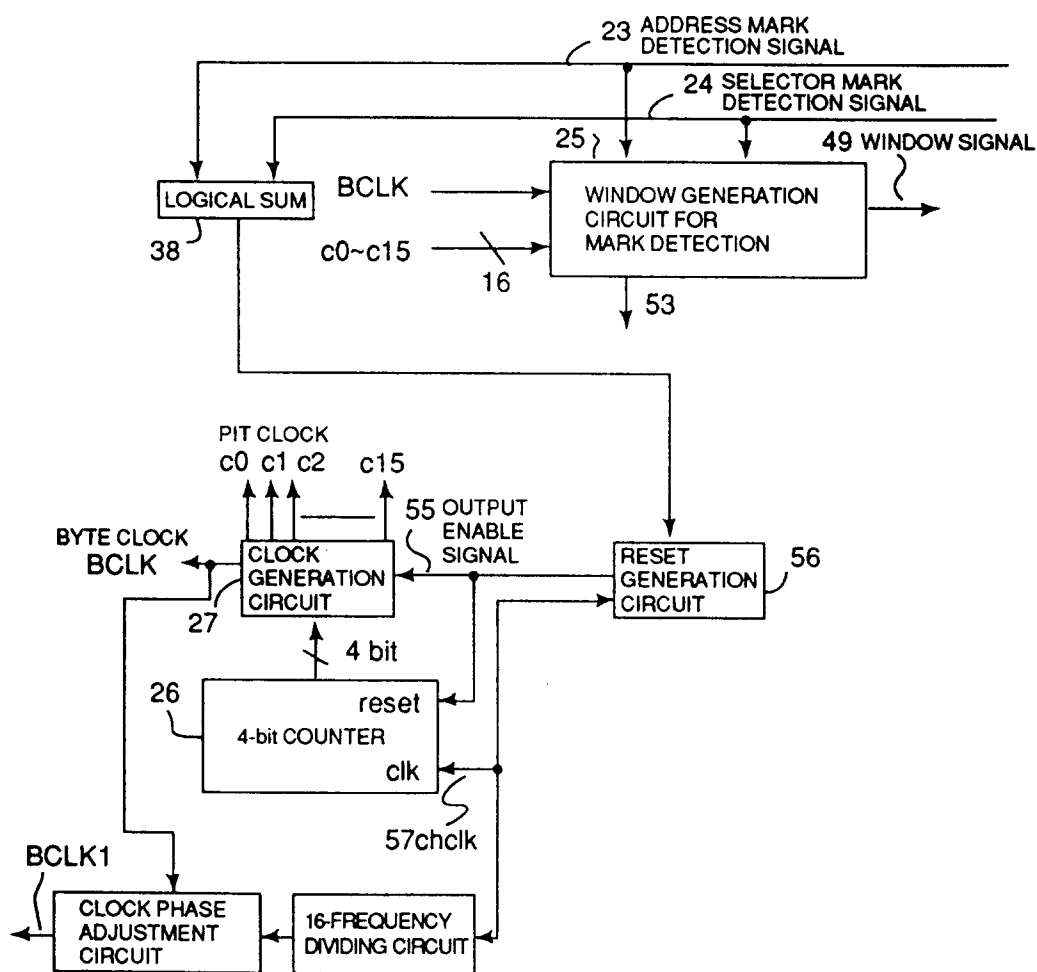 23 ADDRESS MARK
DETECTION SIGNAL
24 SELECTOR MARK
DETECTION SIGNAL
25
49 WINDOW SIGNAL
BCLK
WINDOW GENERATION
CIRCUIT FOR
MARK DETECTION
LOGICAL SUM
38
c0~c15
16
53
PIT CLOCK
c0 c1 c2 c15
55 OUTPUT
ENABLE
SIGNAL
BYTE CLOCK
BCLK
CLOCK
GENERATION
CIRCUIT
27
RESET
GENERATION
CIRCUIT
56
4 bit
26
reset
4-bit COUNTER
clk
57chclk
BCLK1
CLOCK PHASE
ADJUSTMENT
CIRCUIT
16-FREQUENCY
DIVIDING CIRCUIT